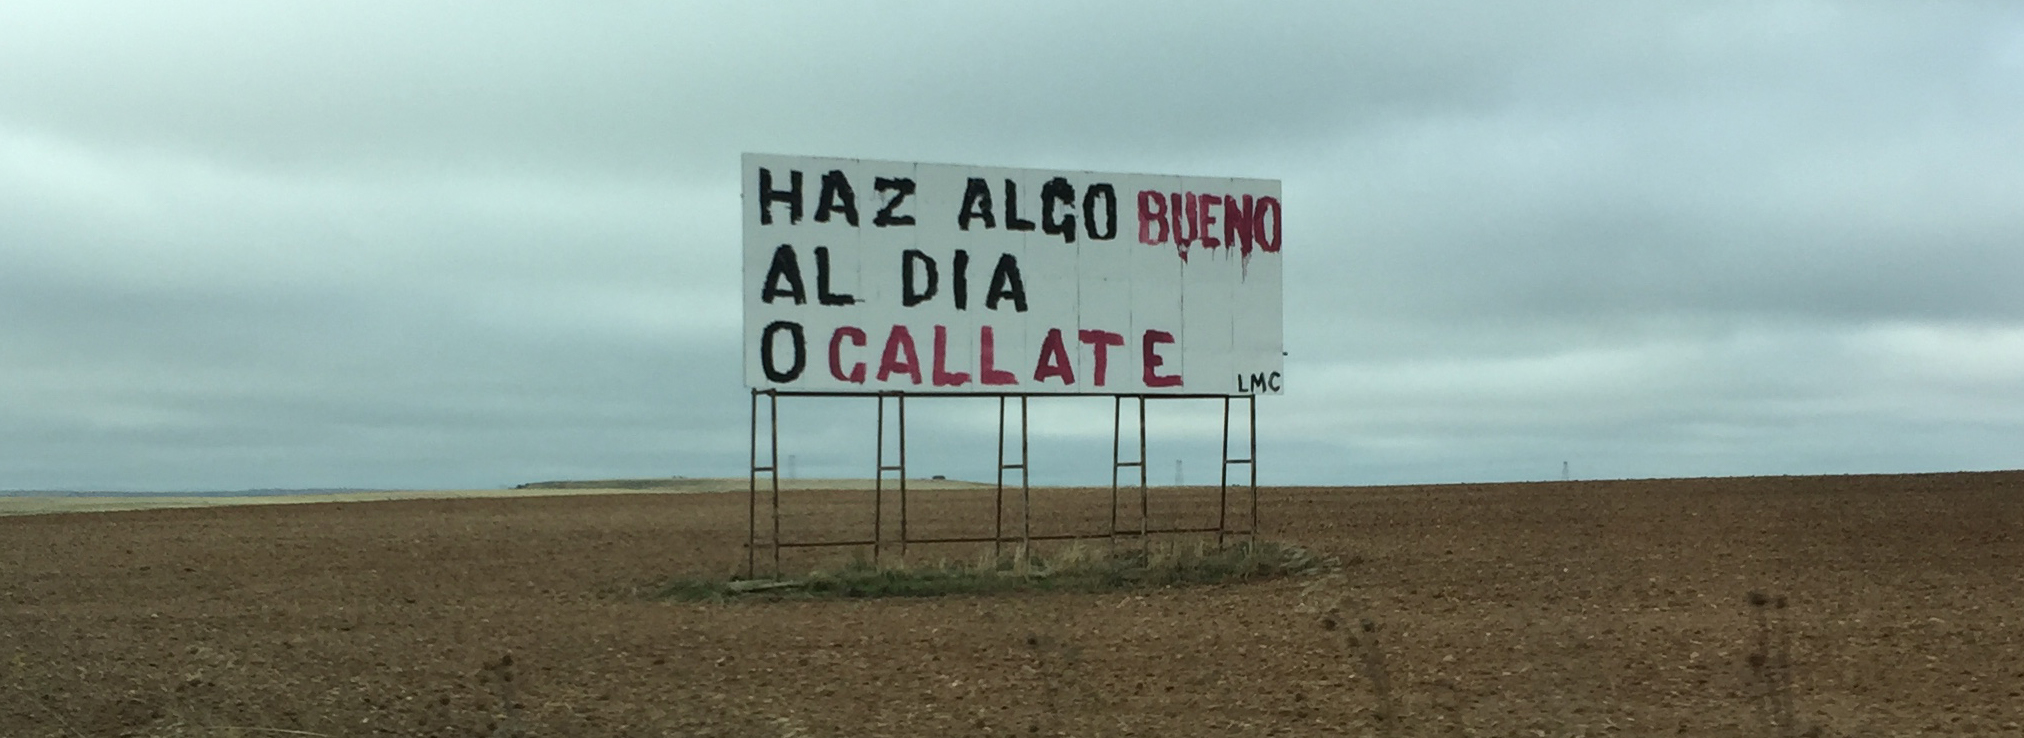 HAZ ALGO BUENO
AL DIA
O CALLATE
LMC